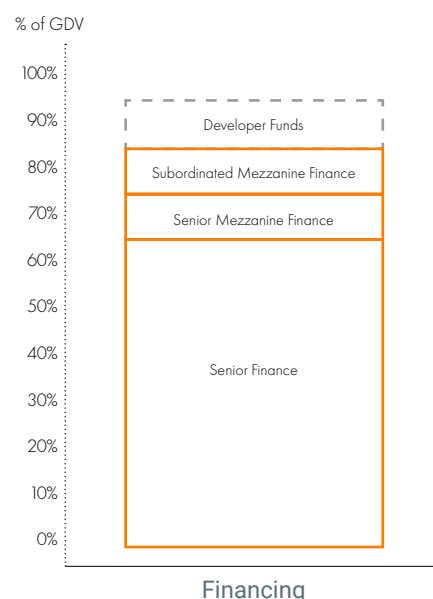 % of GDV
100%
90%
Developer Funds
80%
Subordinated Mezzanine Finance
70%
Senior Mezzanine Finance
60%
50%
40%
Senior Finance
30%
20%
10%
0%
Financing